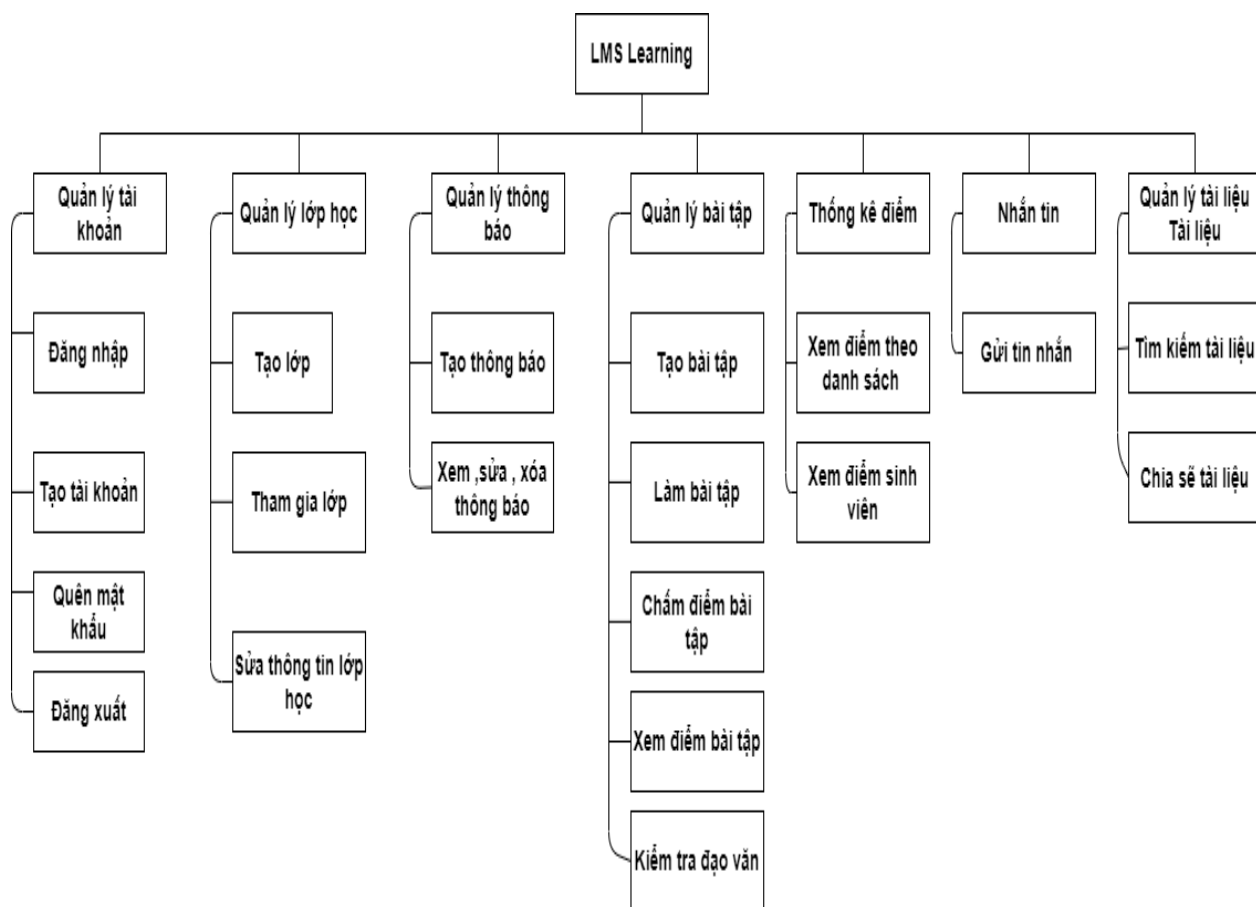 LMS Learning
Quản lý tài
khoản
Quản lý lớp học
Quản lý thông
báo
Quản lý bài tập
Thống kê điểm
Nhắn tin
Quản lý tài liệu
Tài liệu
Đăng nhập
Tạo lớp
Tạo thông báo
Tạo bài tập
Xem điểm theo
danh sách
Gửi tin nhắn
Tìm kiếm tài liệu
Tạo tài khoản
Tham gia lớp
Xem ,sửa , xóa
thông báo
Làm bài tập
Xem điểm sinh
viên
Chia sẽ tài liệu
Quên mật
khẩu
Sửa thông tin lớp
học
Chấm điểm bài
tập
Đăng xuất
Xem điểm bài tập
Kiểm tra đạo văn